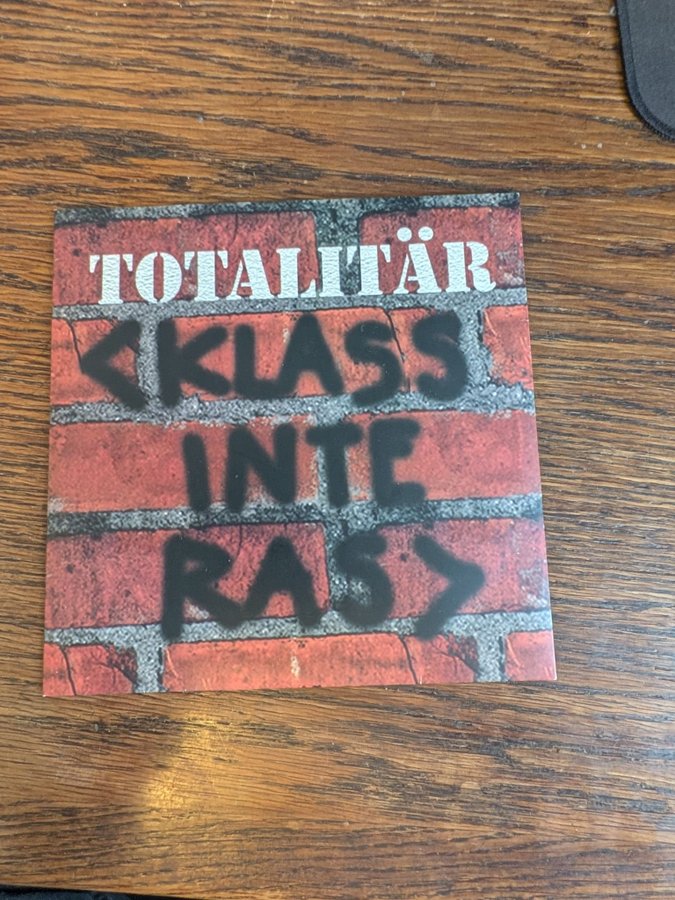 TOTALITÄR
<KLASS
INTE
RAS>